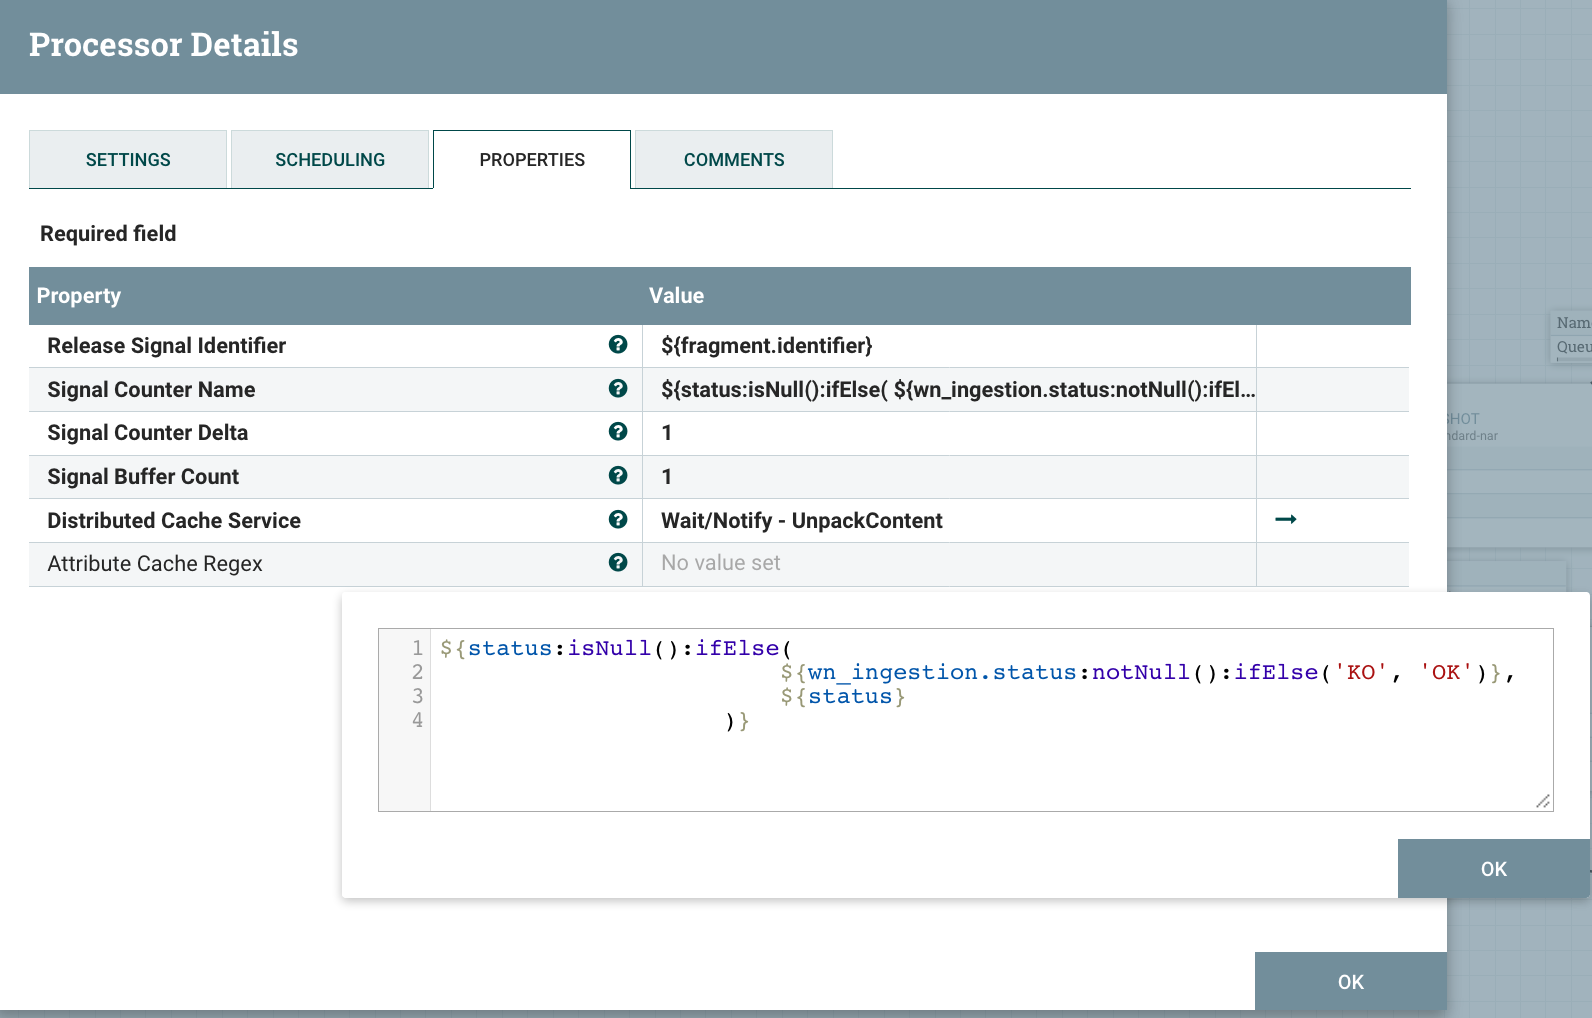 Processor Details
SETTINGS
SCHEDULING
PROPERTIES
COMMENTS
Required field
Property Value
Release Signal Identifier ? ${fragment.identifier}
Signal Counter Name ? ${status:isNull():ifElse( ${wn_ingestion.status:notNull():ifEl...
Signal Counter Delta ? 1
Signal Buffer Count ? 1
Distributed Cache Service ? Wait/Notify - UnpackContent
Attribute Cache Regex ? No value set
1 ${status:isNull():ifElse(
2 ${wn_ingestion.status:notNull():ifElse('KO', 'OK')},
3 ${status}
4 )}
OK
OK
Nam
Queu
SHOT
ndard-nar